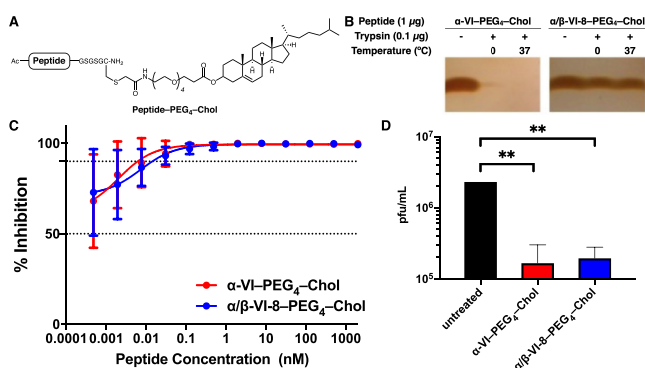 A
Ac
Peptide
GSGSGC-NH2
S
O
H
N
O
4
O
O
H
H
H
Peptide–PEG4–Chol
B
Peptide (1 µg) α-VI–PEG4–Chol α/β-VI-8–PEG4–Chol
Trypsin (0.1 µg) - + + - + +
Temperature (ºC) 0 37 0 37
C
% Inhibition
100
50
0
0.0001 0.001 0.01 0.1 1 10 100 1000
Peptide Concentration (nM)
α-VI–PEG4–Chol
α/β-VI-8–PEG4–Chol
D
pfu/mL
10^7
10^6
10^5
**
**
untreated
α-VI–PEG4–Chol
α/β-VI-8–PEG4–Chol